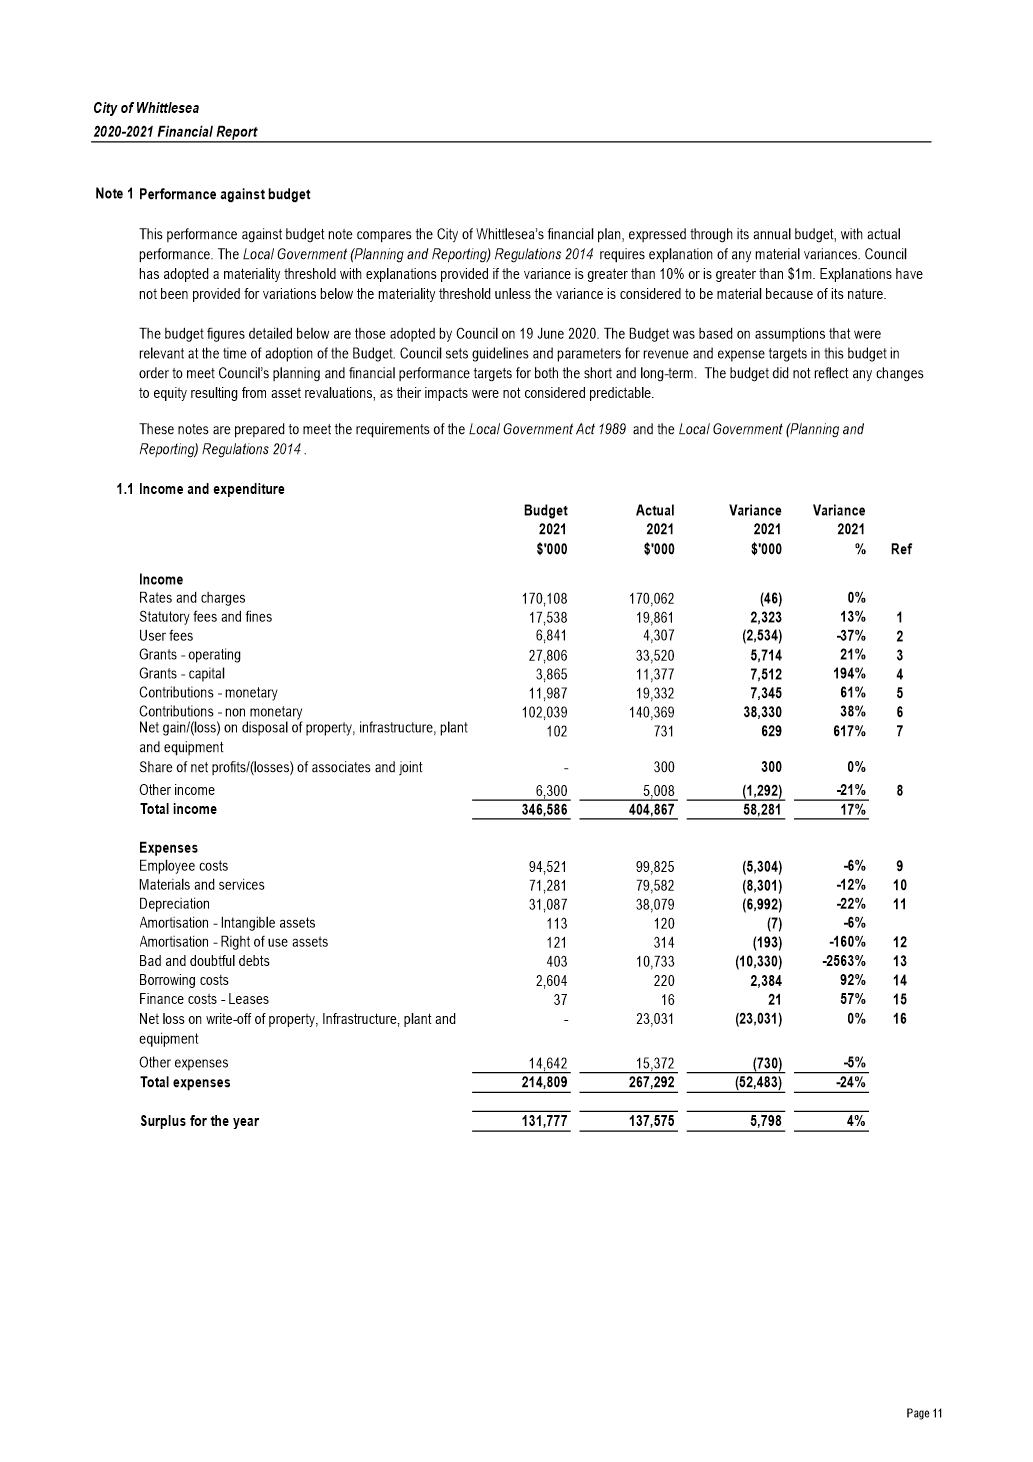 City of Whittlesea
2020-2021 Financial Report
Note 1 Performance against budget
This performance against budget note compares the City of Whittlesea's financial plan, expressed through its annual budget, with actual
performance. The Local Government (Planning and Reporting) Regulations 2014 requires explanation of any material variances. Council
has adopted a materiality threshold with explanations provided if the variance is greater than 10% or is greater than $1m. Explanations have
not been provided for variations below the materiality threshold unless the variance is considered to be material because of its nature.
The budget figures detailed below are those adopted by Council on 19 June 2020. The Budget was based on assumptions that were
relevant at the time of adoption of the Budget. Council sets guidelines and parameters for revenue and expense targets in this budget in
order to meet Council's planning and financial performance targets for both the short and long-term. The budget did not reflect any changes
to equity resulting from asset revaluations, as their impacts were not considered predictable.
These notes are prepared to meet the requirements of the Local Government Act 1989 and the Local Government (Planning and
Reporting) Regulations 2014 .
1.1 Income and expenditure
Budget Actual Variance Variance
2021 2021 2021 2021
$'000 $'000 $'000 % Ref
Income
Rates and charges 170,108 170,062 (46) 0%
Statutory fees and fines 17,538 19,861 2,323 13% 1
User fees 6,841 4,307 (2,534) -37% 2
Grants - operating 27,806 33,520 5,714 21% 3
Grants - capital 3,865 11,377 7,512 194% 4
Contributions - monetary 11,987 19,332 7,345 61% 5
Contributions - non monetary 102,039 140,369 38,330 38% 6
Net gain/(loss) on disposal of property, infrastructure, plant 102 731 629 617% 7
and equipment
Share of net profits/(losses) of associates and joint - 300 300 0%
Other income 6,300 5,008 (1,292) -21% 8
Total income 346,586 404,867 58,281 17%
Expenses
Employee costs 94,521 99,825 (5,304) -6% 9
Materials and services 71,281 79,582 (8,301) -12% 10
Depreciation 31,087 38,079 (6,992) -22% 11
Amortisation - Intangible assets 113 120 (7) -6%
Amortisation - Right of use assets 121 314 (193) -160% 12
Bad and doubtful debts 403 10,733 (10,330) -2563% 13
Borrowing costs 2,604 220 2,384 92% 14
Finance costs - Leases 37 16 21 57% 15
Net loss on write-off of property, Infrastructure, plant and - 23,031 (23,031) 0% 16
equipment
Other expenses 14,642 15,372 (730) -5%
Total expenses 214,809 267,292 (52,483) -24%
Surplus for the year 131,777 137,575 5,798 4%
Page 11